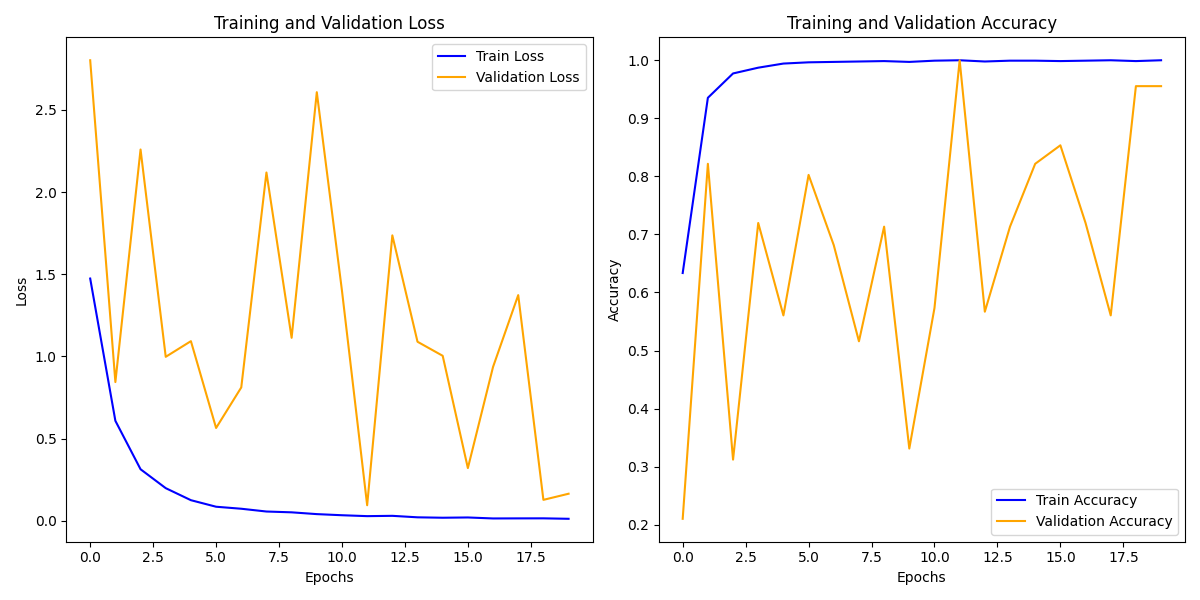 Training and Validation Loss
Train Loss
Validation Loss
2.5
2.0
1.5
1.0
0.5
0.0
Loss
0.0 2.5 5.0 7.5 10.0 12.5 15.0 17.5
Epochs
Training and Validation Accuracy
1.0
0.9
0.8
0.7
0.6
0.5
0.4
0.3
0.2
Accuracy
Train Accuracy
Validation Accuracy
0.0 2.5 5.0 7.5 10.0 12.5 15.0 17.5
Epochs